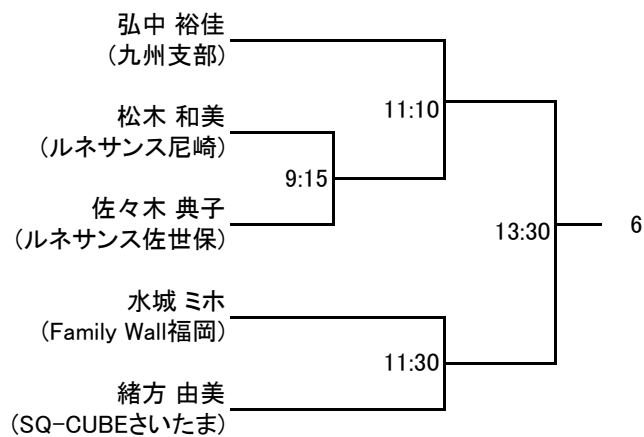 弘中 裕佳
(九州支部)
11:10
松木 和美
(ルネサンス尼崎)
9:15
佐々木 典子
(ルネサンス佐世保)
13:30
6
水城 ミホ
(Family Wall福岡)
11:30
緒方 由美
(SQ-CUBEさいたま)